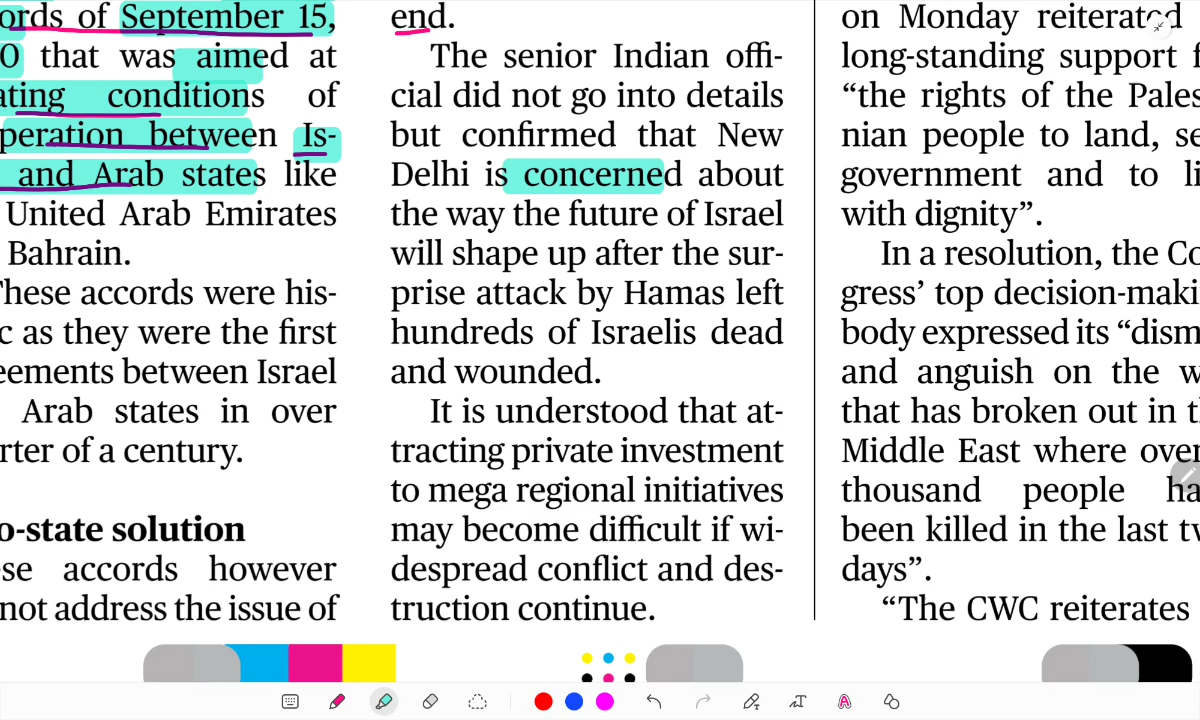 ords of September 15,
0 that was aimed at
ating conditions of
peration between Is-
and Arab states like
United Arab Emirates
Bahrain.
hese accords were his-
c as they were the first
eements between Israel
Arab states in over
rter of a century.
o-state solution
ese accords however
not address the issue of
end.
The senior Indian offi-
cial did not go into details
but confirmed that New
Delhi is concerned about
the way the future of Israel
will shape up after the sur-
prise attack by Hamas left
hundreds of Israelis dead
and wounded.
It is understood that at-
tracting private investment
to mega regional initiatives
may become difficult if wi-
despread conflict and des-
truction continue.
on Monday reiterated
long-standing support f
“the rights of the Pales
nian people to land, se
government and to li
with dignity”.
In a resolution, the Co
gress’ top decision-maki
body expressed its “dism
and anguish on the w
that has broken out in t
Middle East where over
thousand people ha
been killed in the last tw
days”.
“The CWC reiterates